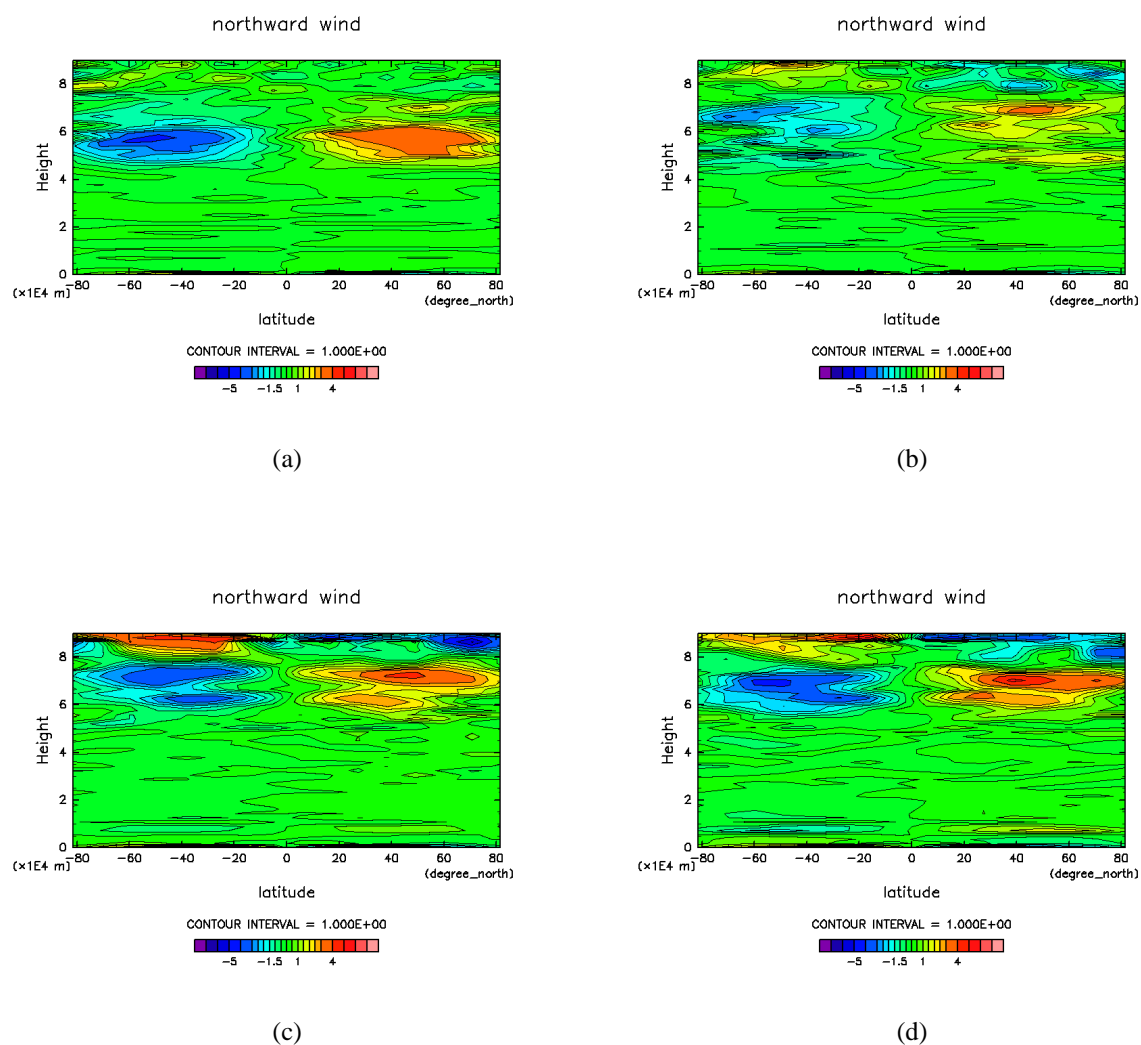 northward wind
8
6
4
2
0
Height
−80 −60 −40 −20 0 20 40 60 80
(×1E4 m)
(degree_north)
latitude
CONTOUR INTERVAL = 1.000E+00
−5 −1.5 1 4
(a)
northward wind
8
6
4
2
0
Height
−80 −60 −40 −20 0 20 40 60 80
(×1E4 m)
(degree_north)
latitude
CONTOUR INTERVAL = 1.000E+00
−5 −1.5 1 4
(b)
northward wind
8
6
4
2
0
Height
−80 −60 −40 −20 0 20 40 60 80
(×1E4 m)
(degree_north)
latitude
CONTOUR INTERVAL = 1.000E+00
−5 −1.5 1 4
(c)
northward wind
8
6
4
2
0
Height
−80 −60 −40 −20 0 20 40 60 80
(×1E4 m)
(degree_north)
latitude
CONTOUR INTERVAL = 1.000E+00
−5 −1.5 1 4
(d)